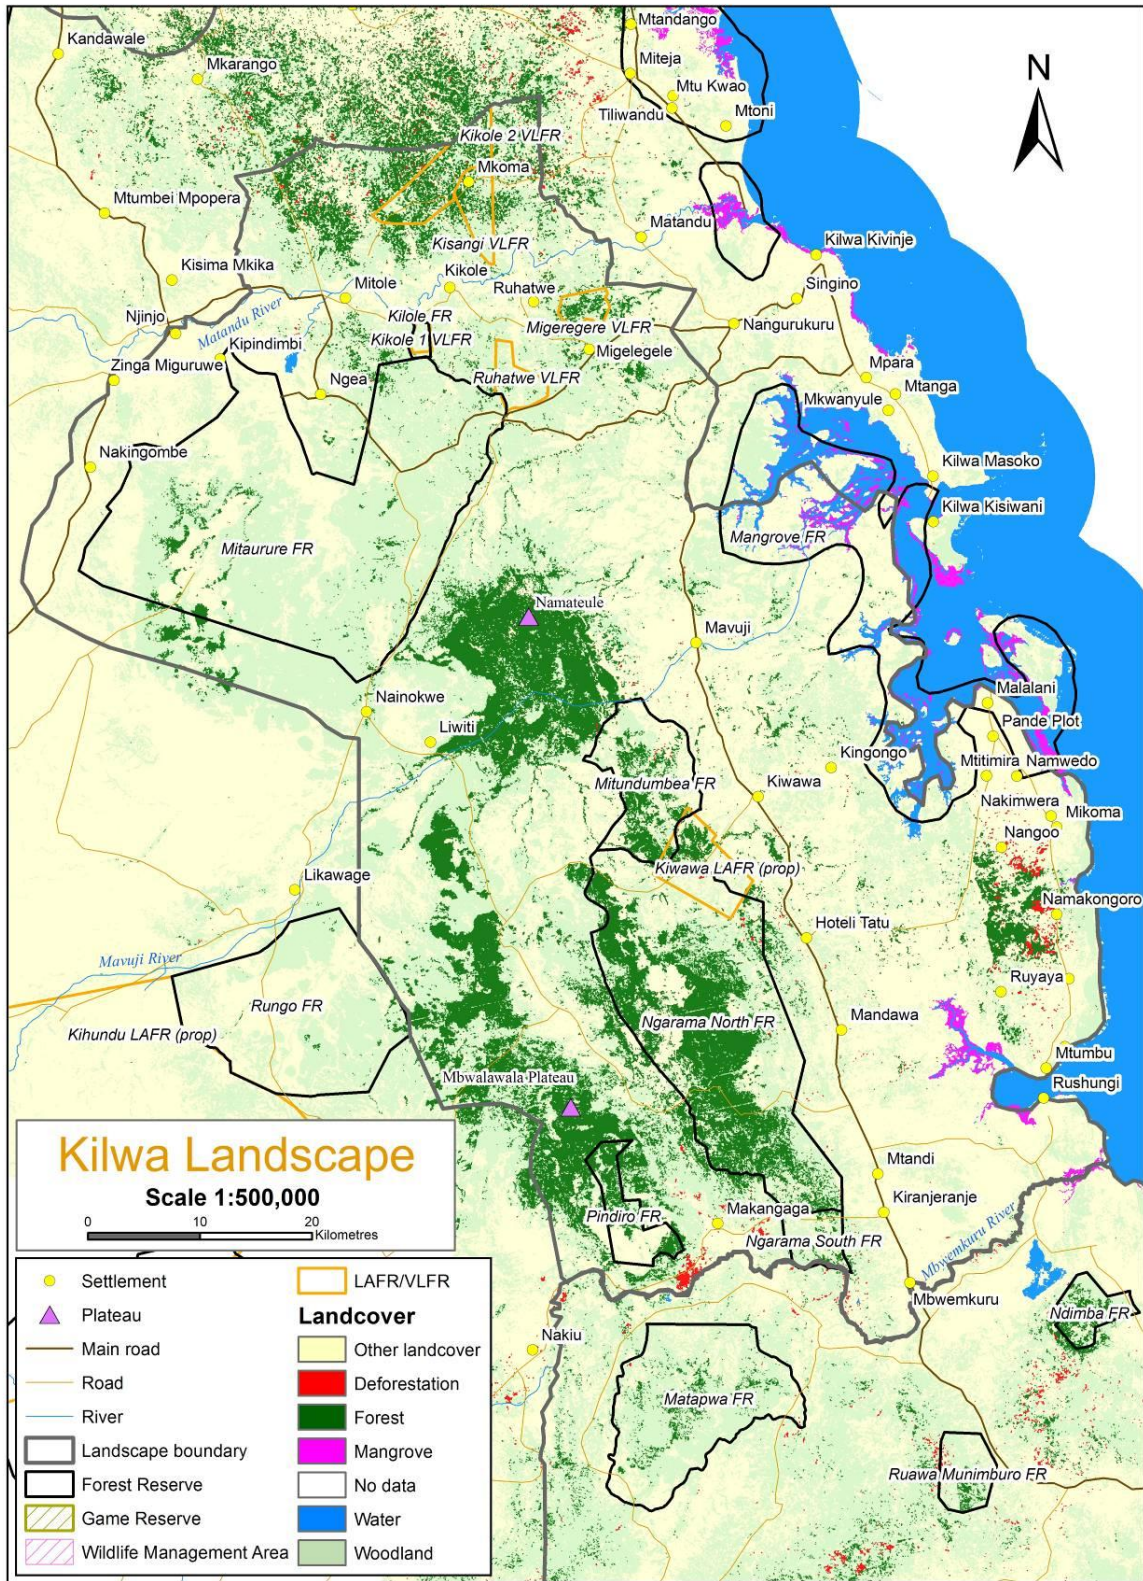 Kandawale
Mkarango
Mtandango
Miteja
Mtu Kwao
Tiliwandu
Mtoni
N
Kikole 2 VLFR
Mkoma
Mtumbei Mpopera
Matandu
Kisangi VLFR
Kilwa Kivinje
Kisima Mkika
Mitole
Kikole
Ruhatwe
Singino
Njinjo
Matandu River
Kilole FR
Migeregere VLFR
Nangurukuru
Kipindimbi
Kikole 1 VLFR
Migelegele
Zinga Miguruwe
Ngea
Ruhatwe VLFR
Mpara
Mtanga
Mkwanyule
Nakingombe
Kilwa Masoko
Kilwa Kisiwani
Mangrove FR
Mitaurure FR
Namateule
Mavuji
Nainokwe
Malalani
Liwiti
Pande Plot
Kingongo
Mtitimira
Namwedo
Mitundumbea FR
Kiwawa
Nakimwera
Mikoma
Nangoo
Kiwawa LAFR (prop)
Likawage
Namakongoro
Hoteli Tatu
Mavuji River
Ruyaya
Rungo FR
Kihundu LAFR (prop)
Ngarama North FR
Mandawa
Mtumbu
Mbwalawala Plateau
Rushungi
Kilwa Landscape
Scale 1:500,000
0 10 20
Kilometres
Mtandi
Kiranjeranje
Pindiro FR
Makangaga
Ngarama South FR
Mbwemkuru River
Mbwemkuru
Ndimba FR
Nakiu
Matapwa FR
Ruawa Munimburo FR
Settlement
Plateau
Main road
Road
River
Landscape boundary
Forest Reserve
Game Reserve
Wildlife Management Area
LAFR/VLFR
Landcover
Other landcover
Deforestation
Forest
Mangrove
No data
Water
Woodland